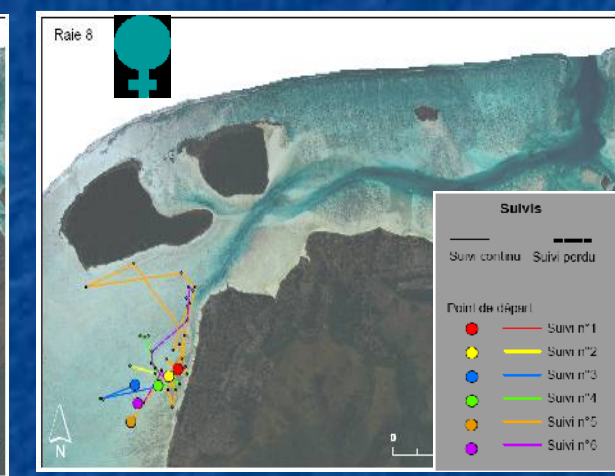 Raie 8
Suivis
Suivi continu Suivi perdu
Point de départ
Suivi n°1
Suivi n°2
Suivi n°3
Suivi n°4
Suivi n°5
Suivi n°6
N
0